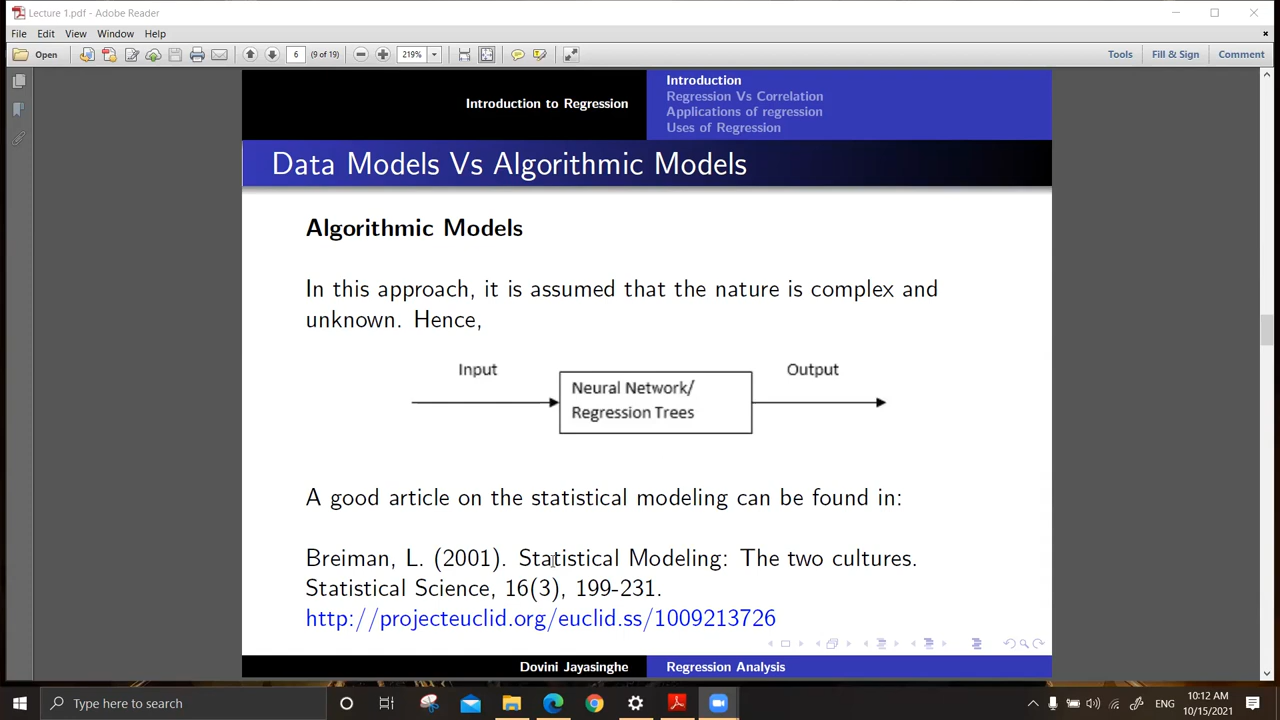 Lecture 1.pdf - Adobe Reader
File Edit View Window Help
Open 6 (9 of 19) 219% Tools Fill & Sign Comment
Introduction to Regression
Introduction
Regression Vs Correlation
Applications of regression
Uses of Regression
Data Models Vs Algorithmic Models
Algorithmic Models
In this approach, it is assumed that the nature is complex and
unknown. Hence,
Input
Neural Network/
Regression Trees
Output
A good article on the statistical modeling can be found in:
Breiman, L. (2001). Statistical Modeling: The two cultures.
Statistical Science, 16(3), 199-231.
http://projecteuclid.org/euclid.ss/1009213726
Dovini Jayasinghe Regression Analysis
Type here to search
ENG
10:12 AM
10/15/2021